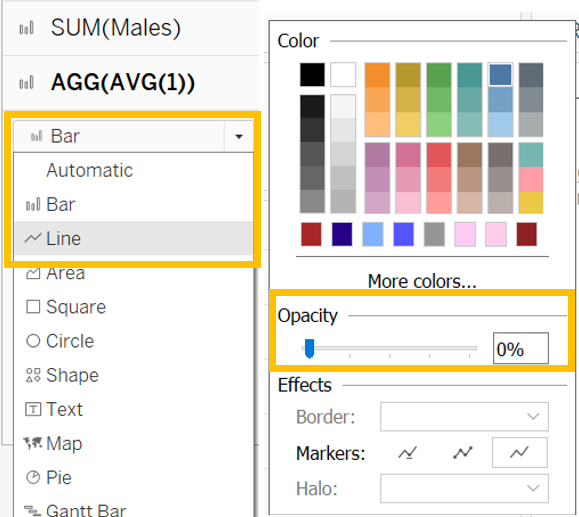 SUM(Males)
AGG(AVG(1))
Bar
Automatic
Bar
Line
Area
Square
Circle
Shape
Text
Map
Pie
Gantt Bar
Color
More colors...
Opacity
0%
Effects
Border:
Markers:
Halo: